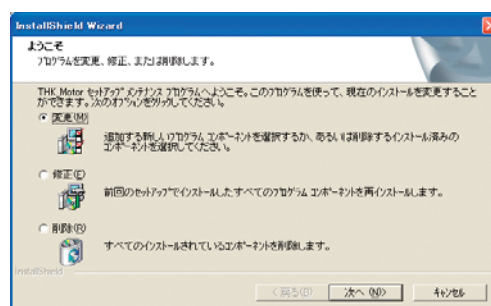 InstallShield Wizard
ようこそ
プログラムを変更、修正、または削除します。
THK_Motor セットアップ メンテナンス プログラムへようこそ。このプログラムを使って、現在のインストールを変更すること
ができます。次のオプションをクリックしてください。
変更(M)
追加する新しいプログラム コンポーネントを選択するか、あるいは削除するインストール済みの
コンポーネントを選択してください。
修正(E)
前回のセットアップでインストールしたすべてのプログラム コンポーネントを再インストールします。
削除(R)
すべてのインストールされているコンポーネントを削除します。
InstallShield
< 戻る(B) 次へ (N)> キャンセル